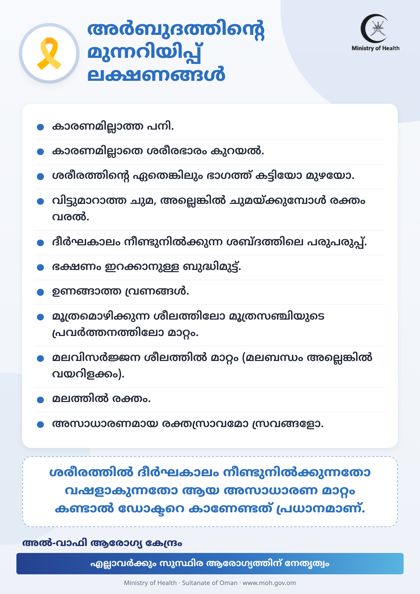 അർബുദത്തിന്റെ
മുന്നറിയിപ്പ്
ലക്ഷണങ്ങൾ
Ministry of Health
കാരണമില്ലാത്ത പനി.
കാരണമില്ലാതെ ശരീരഭാരം കുറയൽ.
ശരീരത്തിന്റെ ഏതെങ്കിലും ഭാഗത്ത് കട്ടിയോ മുഴയോ.
വിട്ടുമാറാത്ത ചുമ, അല്ലെങ്കിൽ ചുമയ്ക്കുമ്പോൾ രക്തം
വരൽ.
ദീർഘകാലം നീണ്ടുനിൽക്കുന്ന ശബ്ദത്തിലെ പരുപരുപ്പ്.
ഭക്ഷണം ഇറക്കാനുള്ള ബുദ്ധിമുട്ട്.
ഉണങ്ങാത്ത വ്രണങ്ങൾ.
മൂത്രമൊഴിക്കുന്ന ശീലത്തിലോ മൂത്രസഞ്ചിയുടെ
പ്രവർത്തനത്തിലോ മാറ്റം.
മലവിസർജ്ജന ശീലത്തിൽ മാറ്റം (മലബന്ധം അല്ലെങ്കിൽ
വയറിളക്കം).
മലത്തിൽ രക്തം.
അസാധാരണമായ രക്തസ്രാവമോ സ്രവങ്ങളോ.
ശരീരത്തിൽ ദീർഘകാലം നീണ്ടുനിൽക്കുന്നതോ
വഷളാകുന്നതോ ആയ അസാധാരണ മാറ്റം
കണ്ടാൽ ഡോക്ടറെ കാണേണ്ടത് പ്രധാനമാണ്.
അൽ-വാഫി ആരോഗ്യ കേന്ദ്രം
എല്ലാവർക്കും സുസ്ഥിര ആരോഗ്യത്തിന് നേതൃത്വം
Ministry of Health · Sultanate of Oman · www.moh.gov.om